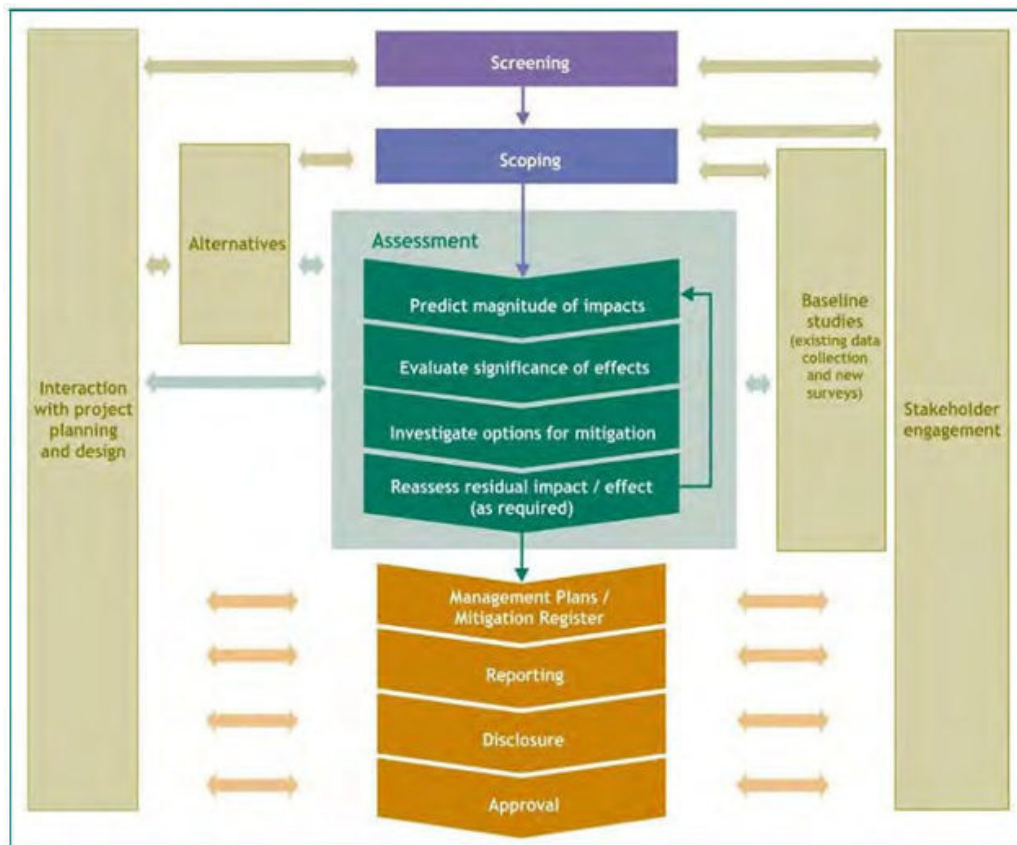 Screening
Scoping
Alternatives
Assessment
Predict magnitude of impacts
Evaluate significance of effects
Investigate options for mitigation
Reassess residual impact / effect
(as required)
Baseline
studies
(existing data
collection
and new
surveys)
Interaction
with project
planning
and design
Stakeholder
engagement
Management Plans /
Mitigation Register
Reporting
Disclosure
Approval